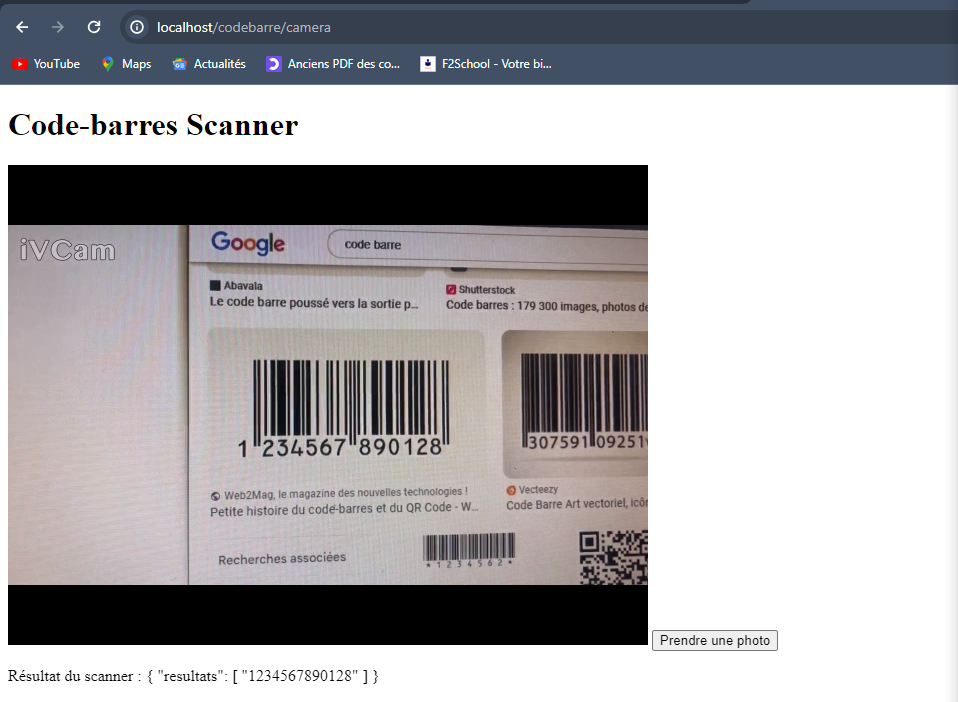 localhost/codebarre/camera
YouTube
Maps
Actualités
Anciens PDF des co...
F2School - Votre bi...
Code-barres Scanner
iVCam
Google
code barre
Abavala
Le code barre poussé vers la sortie p...
Shutterstock
Code barres : 179 300 images, photos de
1 234567 890128
307591 09251
Web2Mag, le magazine des nouvelles technologies !
Petite histoire du code-barres et du QR Code - W...
Vecteezy
Code Barre Art vectoriel, icôn
Recherches associées
*1234562*
Prendre une photo
Résultat du scanner : { "resultats": [ "1234567890128" ] }